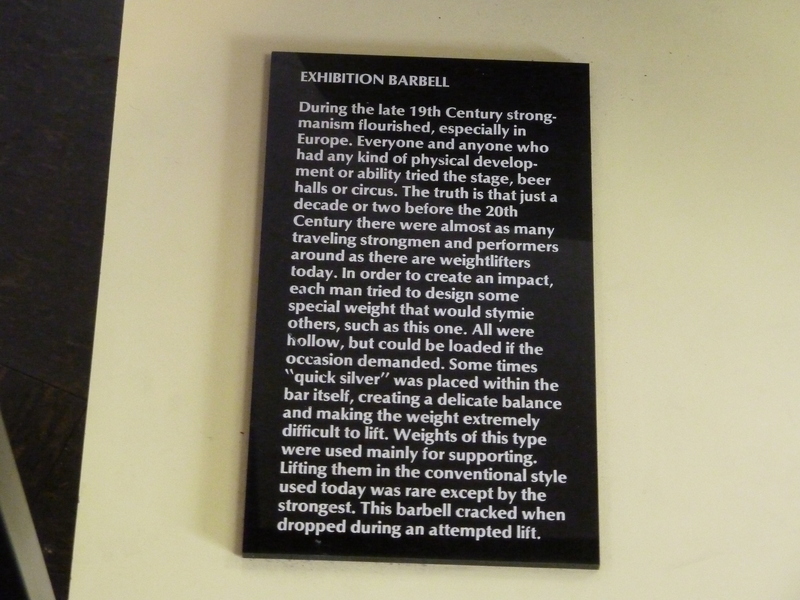 EXHIBITION BARBELL
During the late 19th Century strong-
manism flourished, especially in
Europe. Everyone and anyone who
had any kind of physical develop-
ment or ability tried the stage, beer
halls or circus. The truth is that just a
decade or two before the 20th
Century there were almost as many
traveling strongmen and performers
around as there are weightlifters
today. In order to create an impact,
each man tried to design some
special weight that would stymie
others, such as this one. All were
hollow, but could be loaded if the
occasion demanded. Some times
“quick silver” was placed within the
bar itself, creating a delicate balance
and making the weight extremely
difficult to lift. Weights of this type
were used mainly for supporting.
Lifting them in the conventional style
used today was rare except by the
strongest. This barbell cracked when
dropped during an attempted lift.